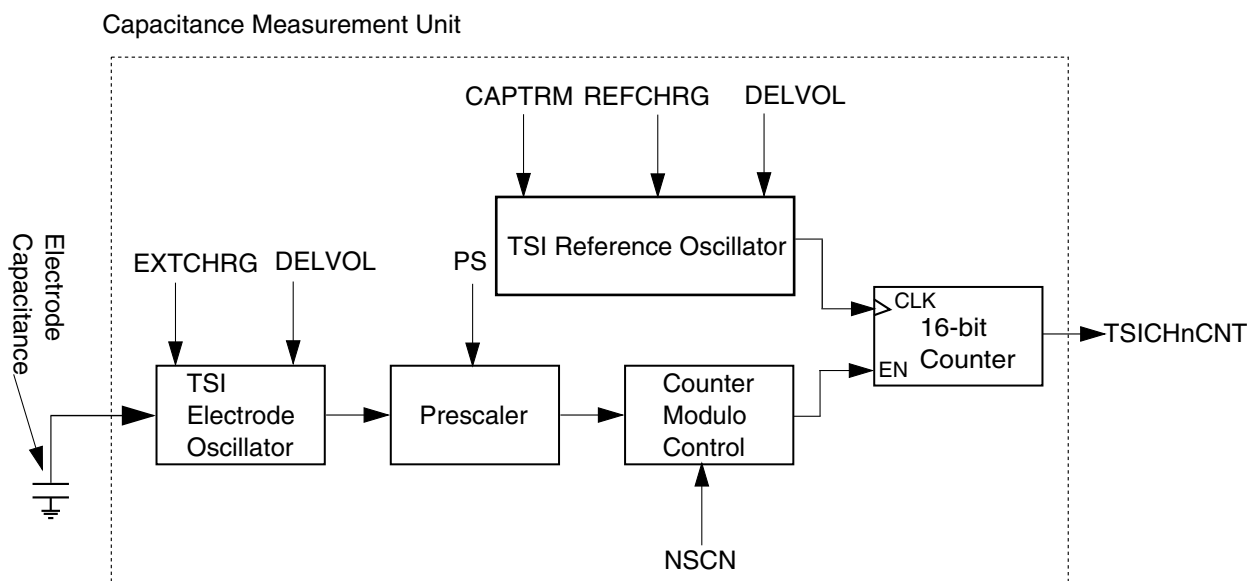 Capacitance Measurement Unit
CAPTRM REFCHRG DELVOL
TSI Reference Oscillator
Electrode
Capacitance
EXTCHRG DELVOL
PS
CLK
16-bit
Counter
EN
TSICHnCNT
TSI
Electrode
Oscillator
Prescaler
Counter
Modulo
Control
NSCN